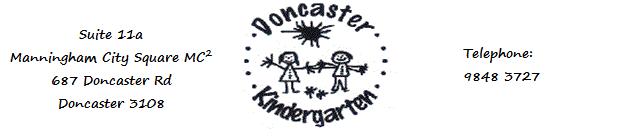 Suite 11a
Manningham City Square MC²
687 Doncaster Rd
Doncaster 3108
Doncaster
Kindergarten
Telephone:
9848 3727